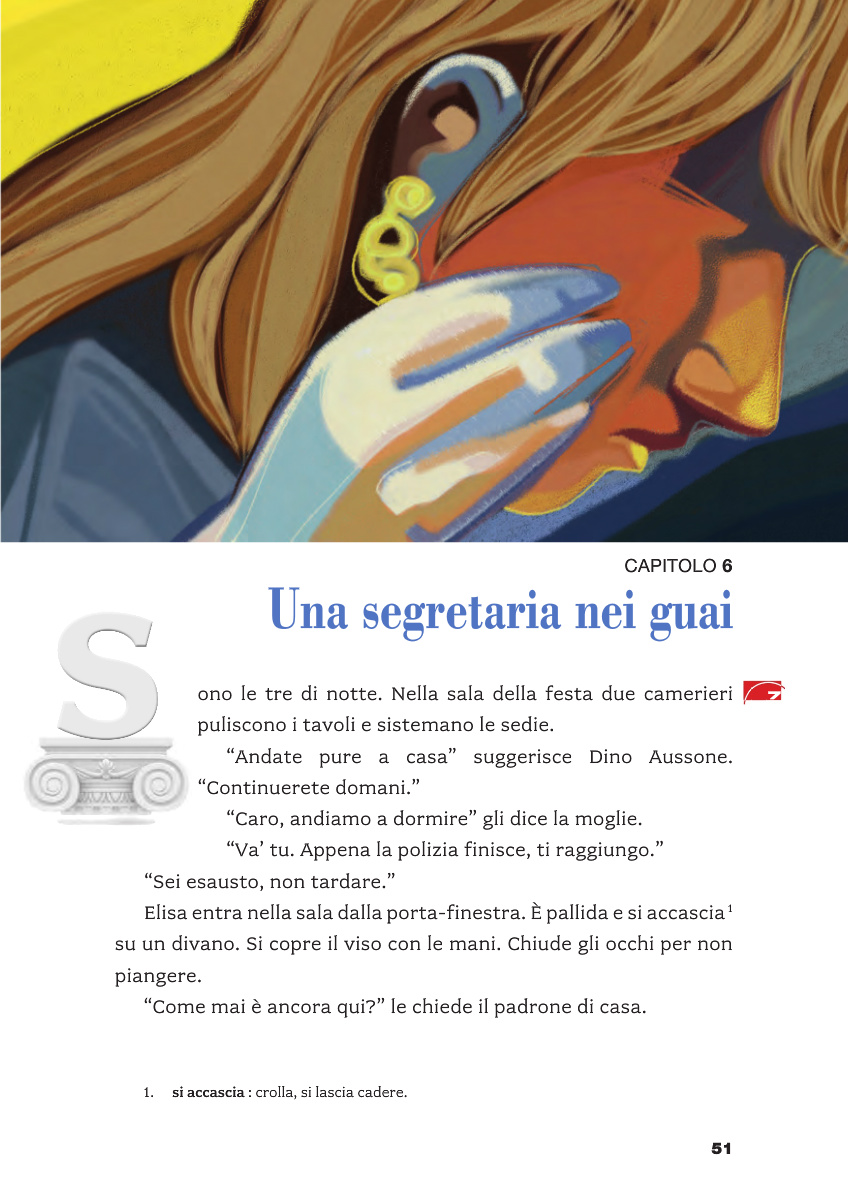 CAPITOLO 6
Una segretaria nei guai
Sono le tre di notte. Nella sala della festa due camerieri
puliscono i tavoli e sistemano le sedie.
“Andate pure a casa” suggerisce Dino Aussone.
“Continuerete domani.”
“Caro, andiamo a dormire” gli dice la moglie.
“Va’ tu. Appena la polizia finisce, ti raggiungo.”
“Sei esausto, non tardare.”
Elisa entra nella sala dalla porta-finestra. È pallida e si accascia1
su un divano. Si copre il viso con le mani. Chiude gli occhi per non
piangere.
“Come mai è ancora qui?” le chiede il padrone di casa.
1. si accascia : crolla, si lascia cadere.
51